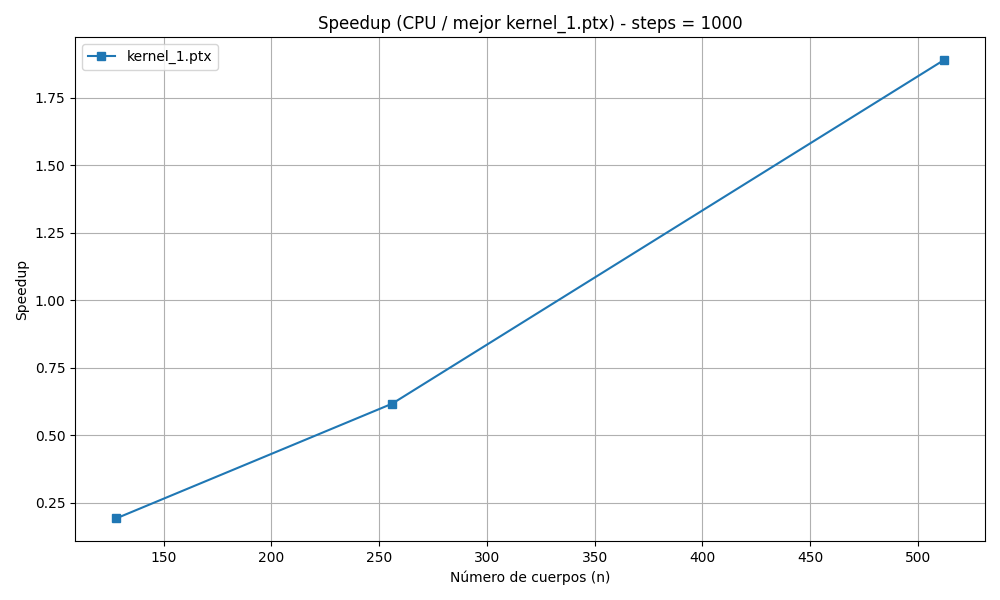 Speedup (CPU / mejor kernel_1.ptx) - steps = 1000
kernel_1.ptx
Speedup
1.75
1.50
1.25
1.00
0.75
0.50
0.25
150 200 250 300 350 400 450 500
Número de cuerpos (n)